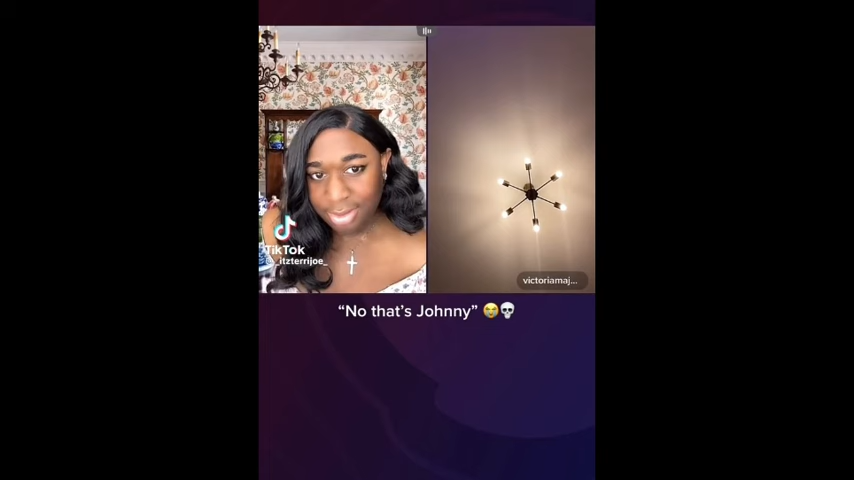 TikTok
@_itzterrijoe_
victoriamaj...
“No that’s Johnny” 😭💀